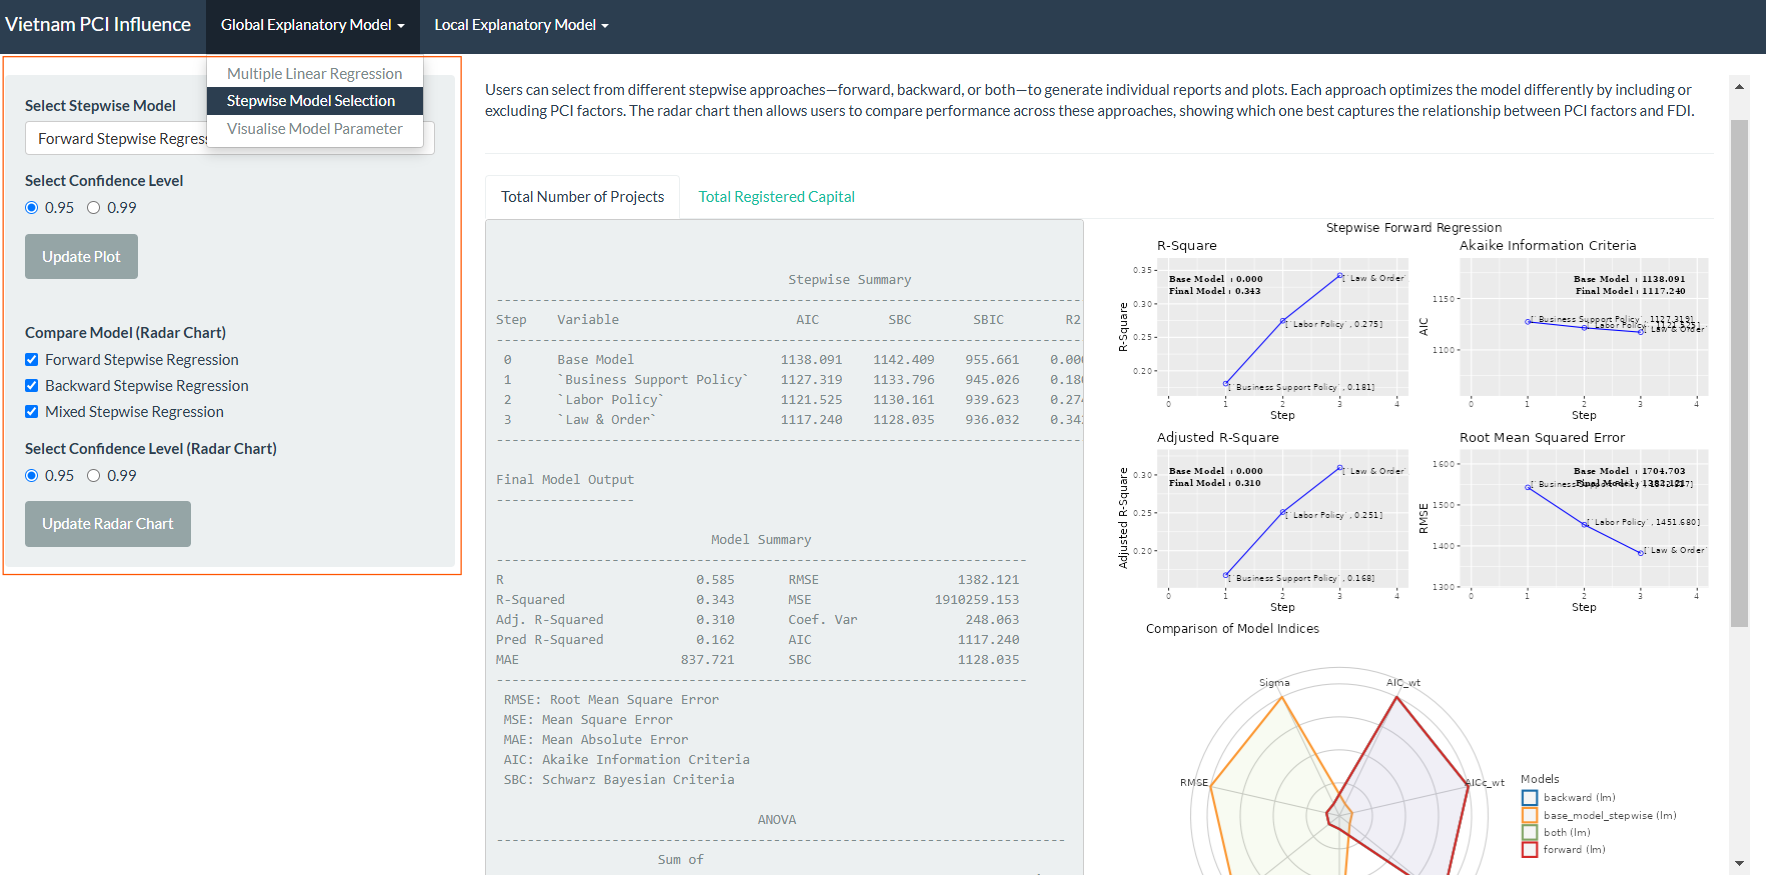 Vietnam PCI Influence
Global Explanatory Model
Local Explanatory Model
Multiple Linear Regression
Stepwise Model Selection
Visualise Model Parameter
Select Stepwise Model
Forward Stepwise
Select Confidence Level
0.95 0.99
Update Plot
Compare Model (Radar Chart)
Forward Stepwise Regression
Backward Stepwise Regression
Mixed Stepwise Regression
Select Confidence Level (Radar Chart)
0.95 0.99
Update Radar Chart
Users can select from different stepwise approaches—forward, backward, or both—to generate individual reports and plots. Each approach optimizes the model differently by including or
excluding PCI factors. The radar chart then allows users to compare performance across these approaches, showing which one best captures the relationship between PCI factors and FDI.
Total Number of Projects
Total Registered Capital
Stepwise Summary
Step Variable AIC SBC SBIC R2
0 Base Model 1138.091 1142.409 955.661
1 `Business Support Policy` 1127.319 1133.796 945.026
2 `Labor Policy` 1121.525 1130.161 939.623
3 `Law & Order` 1117.240 1128.035 936.032
Final Model Output
Model Summary
R 0.585 RMSE 1382.121
R-Squared 0.343 MSE 1910259.153
Adj. R-Squared 0.310 Coef. Var 248.063
Pred R-Squared 0.162 AIC 1117.240
MAE 837.721 SBC 1128.035
RMSE: Root Mean Square Error
MSE: Mean Square Error
MAE: Mean Absolute Error
AIC: Akaike Information Criteria
SBC: Schwarz Bayesian Criteria
ANOVA
Sum of
Stepwise Forward Regression
R-Square
Base Model : 0.000
Final Model : 0.343
[`Law & Order`
[`Labor Policy`, 0.275]
[`Business Support Policy`, 0.181]
0.35
0.30
0.25
0.20
R-Square
0 1 2 3 4
Step
Akaike Information Criteria
Base Model : 1138.091
Final Model : 1117.240
[`Business Support Policy`, 1127.319]
[`Labor Policy`, 1121.525]
[`Law & Order`
1150
1100
AIC
0 1 2 3 4
Step
Adjusted R-Square
Base Model : 0.000
Final Model : 0.310
[`Law & Order`
[`Labor Policy`, 0.251]
[`Business Support Policy`, 0.168]
0.30
0.25
0.20
Adjusted R-Square
0 1 2 3 4
Step
Root Mean Squared Error
Base Model : 1704.703
Final Model : 1382.121
[`Business Support Policy`
[`Labor Policy`, 1451.680]
[`Law & Order`
1600
1500
1400
1300
RMSE
0 1 2 3 4
Step
Comparison of Model Indices
Sigma
AIC_wt
RMSE
AICc_wt
Models
backward (lm)
base_model_stepwise (lm)
both (lm)
forward (lm)